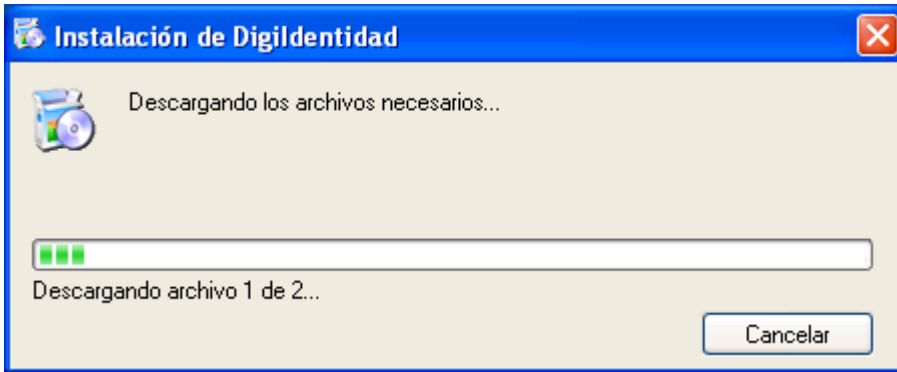 Instalación de DigiIdentidad
Descargando los archivos necesarios...
Descargando archivo 1 de 2...
Cancelar